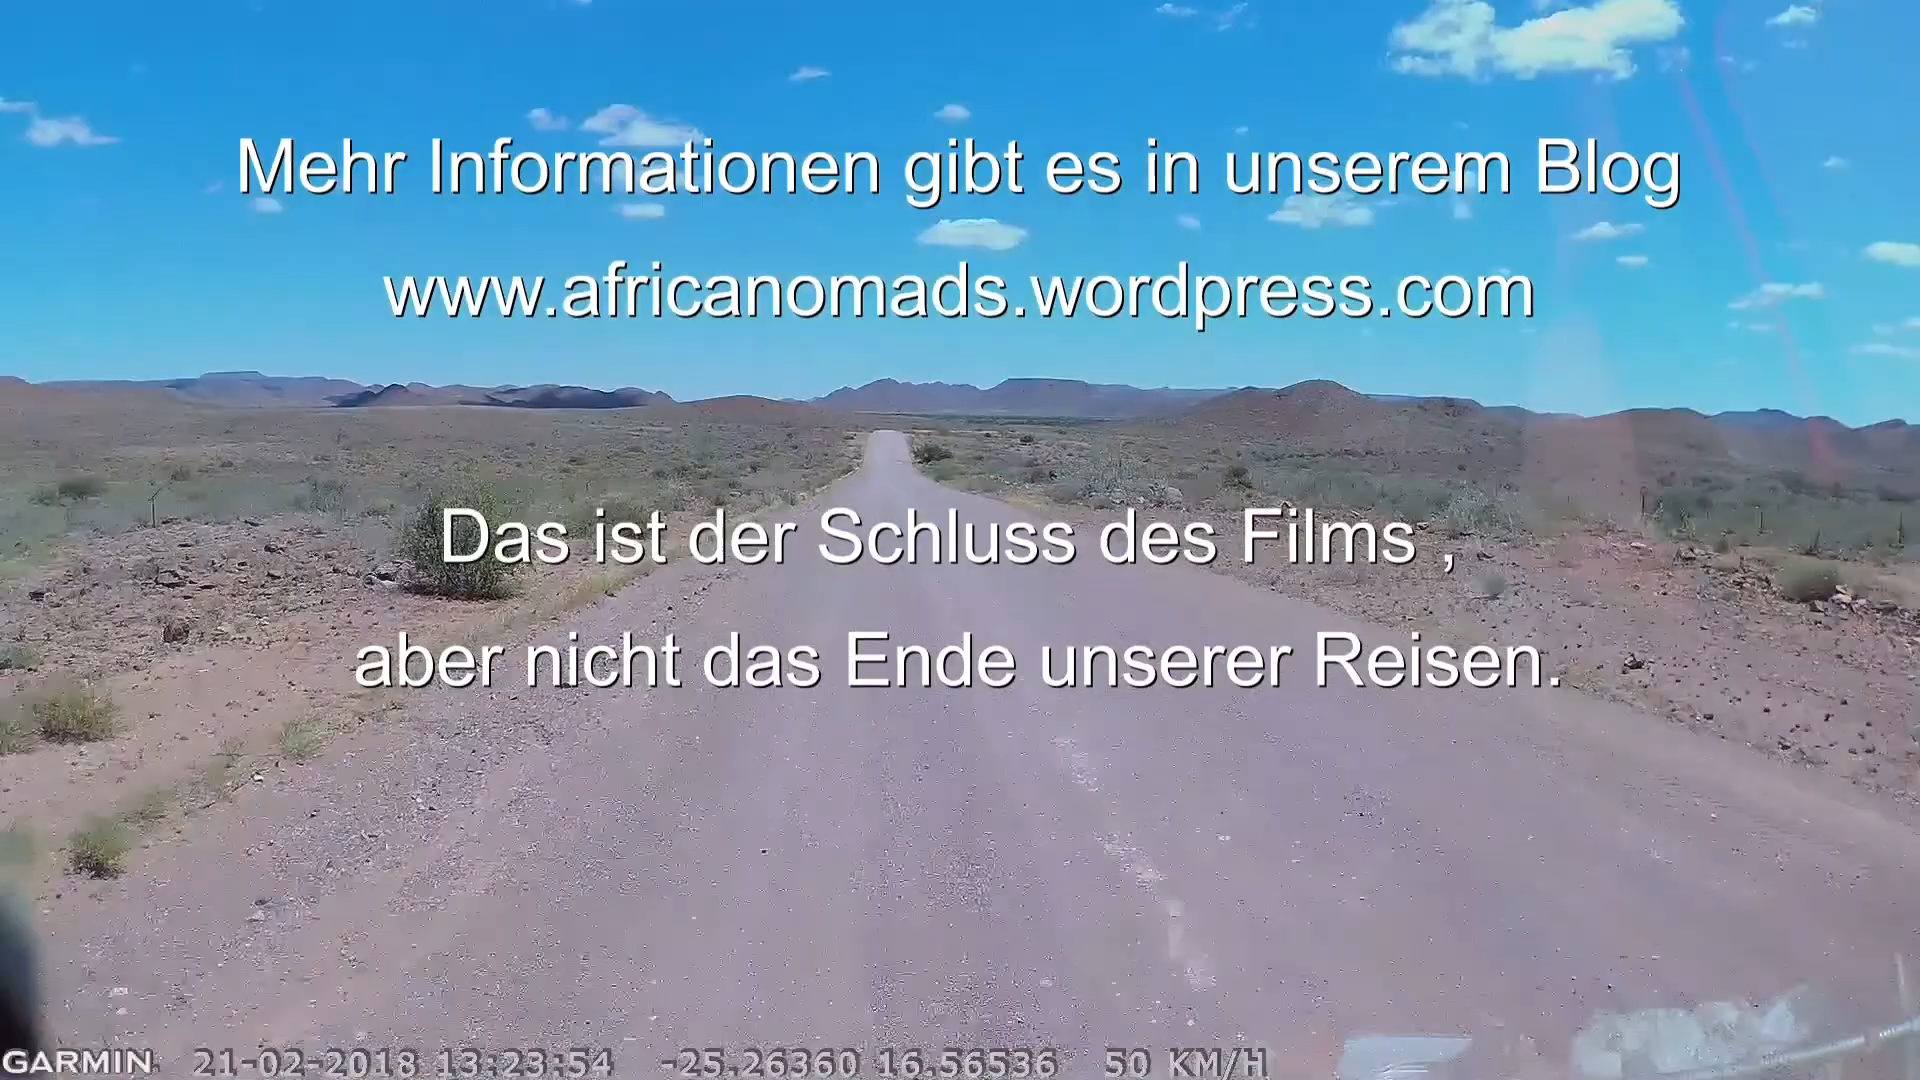 Mehr Informationen gibt es in unserem Blog
www.africanomads.wordpress.com
Das ist der Schluss des Films ,
aber nicht das Ende unserer Reisen.
GARMIN 21-02-2018 13:23:54 -25.26360 16.56536 50 KM/H